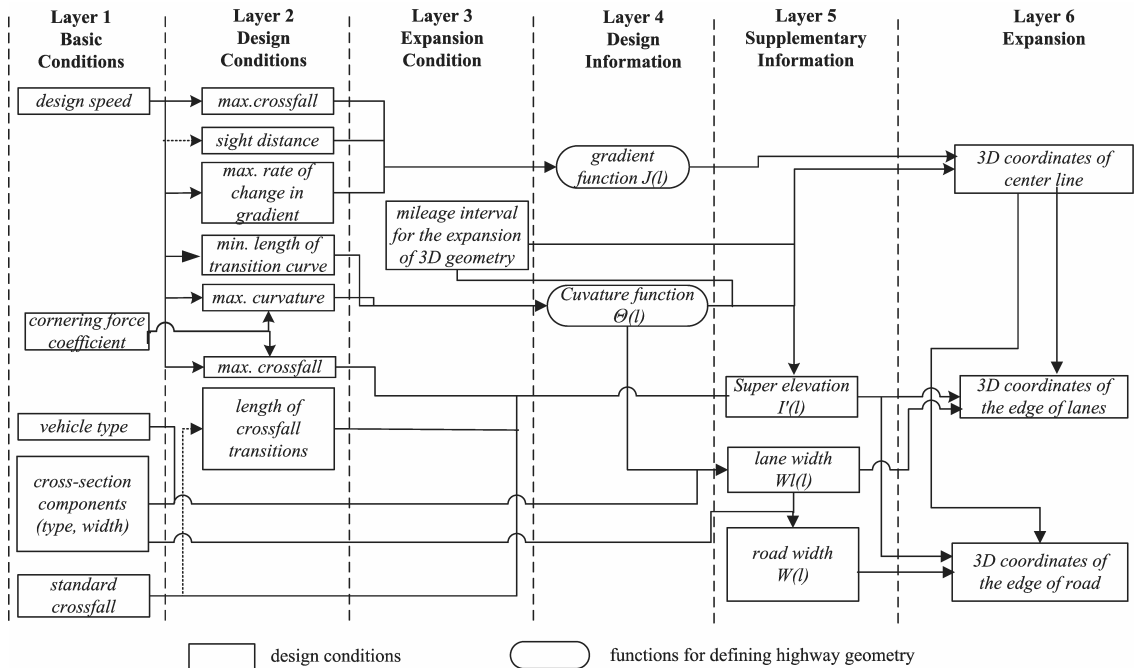 Layer 1
Basic
Conditions
Layer 2
Design
Conditions
Layer 3
Expansion
Condition
Layer 4
Design
Information
Layer 5
Supplementary
Information
Layer 6
Expansion
design speed
cornering force
coefficient
vehicle type
cross-section
components
(type, width)
standard
crossfall
max.crossfall
sight distance
max. rate of
change in
gradient
min. length of
transition curve
max. curvature
max. crossfall
length of
crossfall
transitions
mileage interval
for the expansion
of 3D geometry
gradient
function J(l)
Cuvature function
Θ(l)
Super elevation
I'(l)
lane width
Wl(l)
road width
W(l)
3D coordinates of
center line
3D coordinates of
the edge of lanes
3D coordinates of
the edge of road
design conditions
functions for defining highway geometry